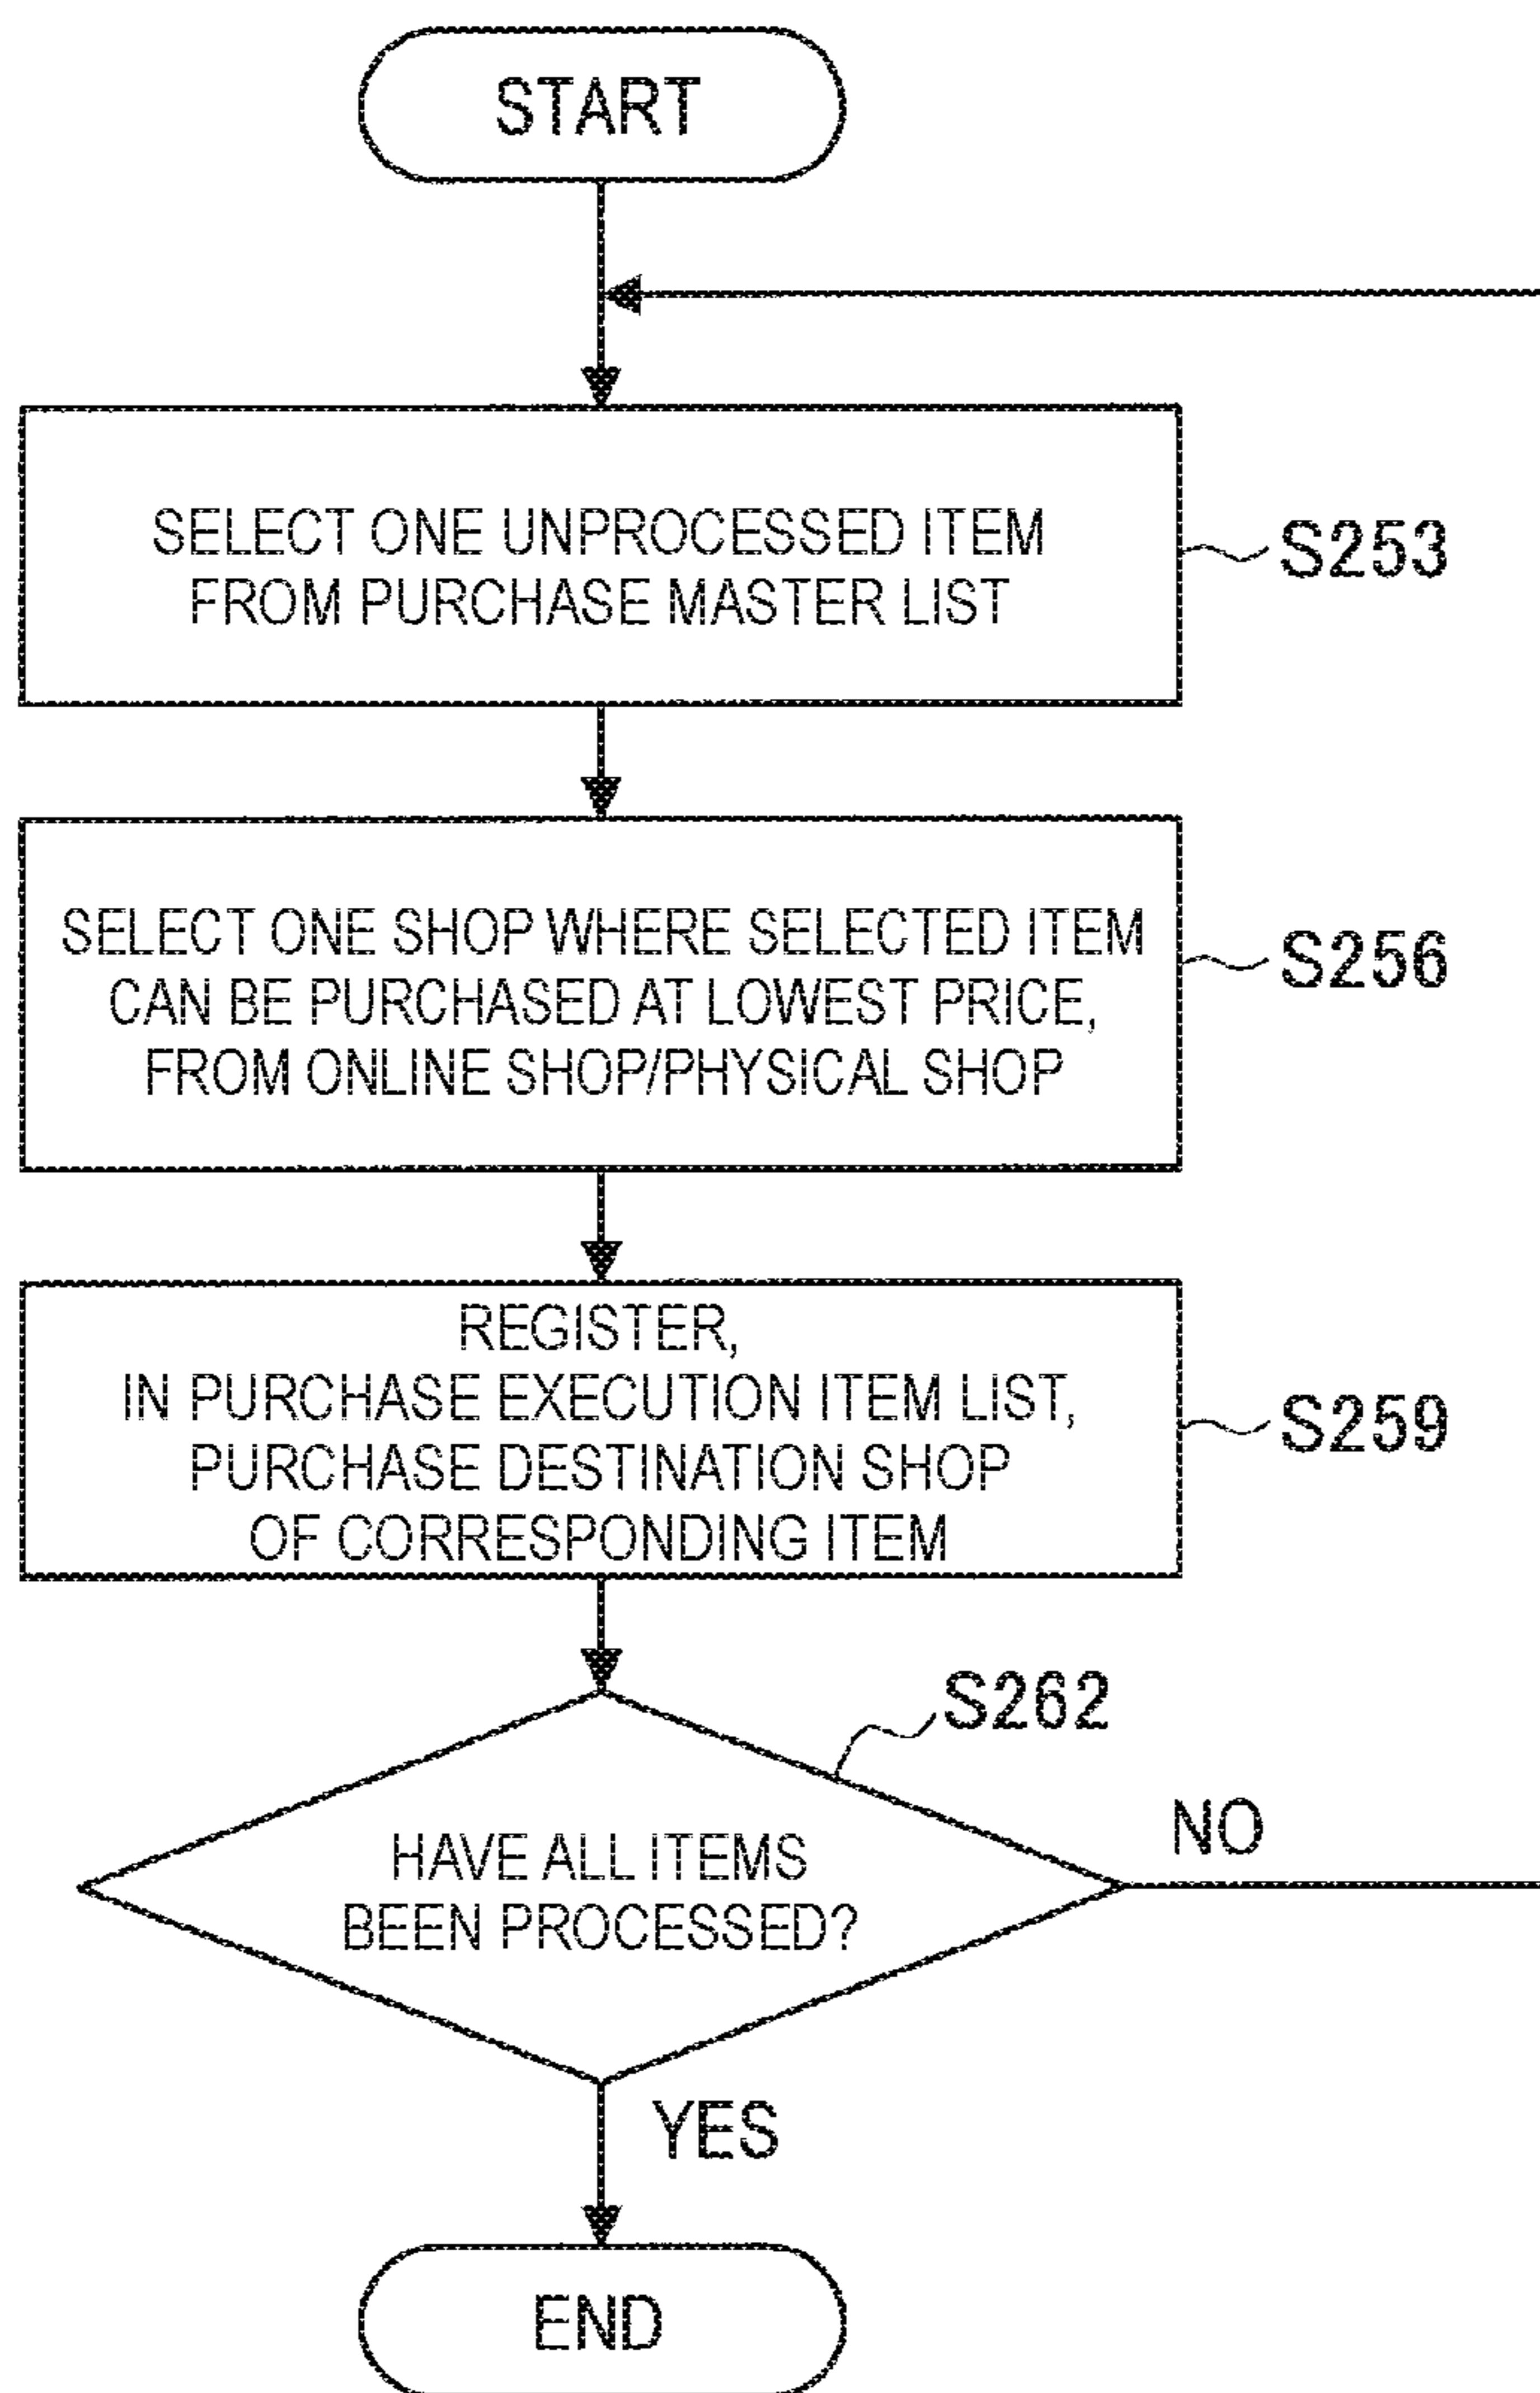 START
SELECT ONE UNPROCESSED ITEM
FROM PURCHASE MASTER LIST
S253
SELECT ONE SHOP WHERE SELECTED ITEM
CAN BE PURCHASED AT LOWEST PRICE,
FROM ONLINE SHOP/PHYSICAL SHOP
S256
REGISTER,
IN PURCHASE EXECUTION ITEM LIST,
PURCHASE DESTINATION SHOP
OF CORRESPONDING ITEM
S259
S262
HAVE ALL ITEMS
BEEN PROCESSED?
NO
YES
END